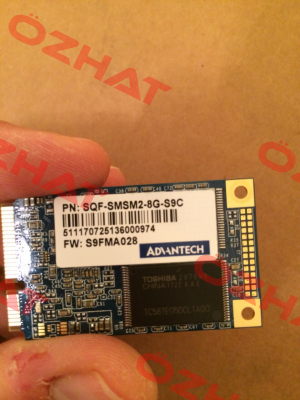 ÖZHAT
PN: SQF-SMSM2-8G-S9C
511170725136000974
FW: S9FMA028
ADVANTECH
TOSHIBA